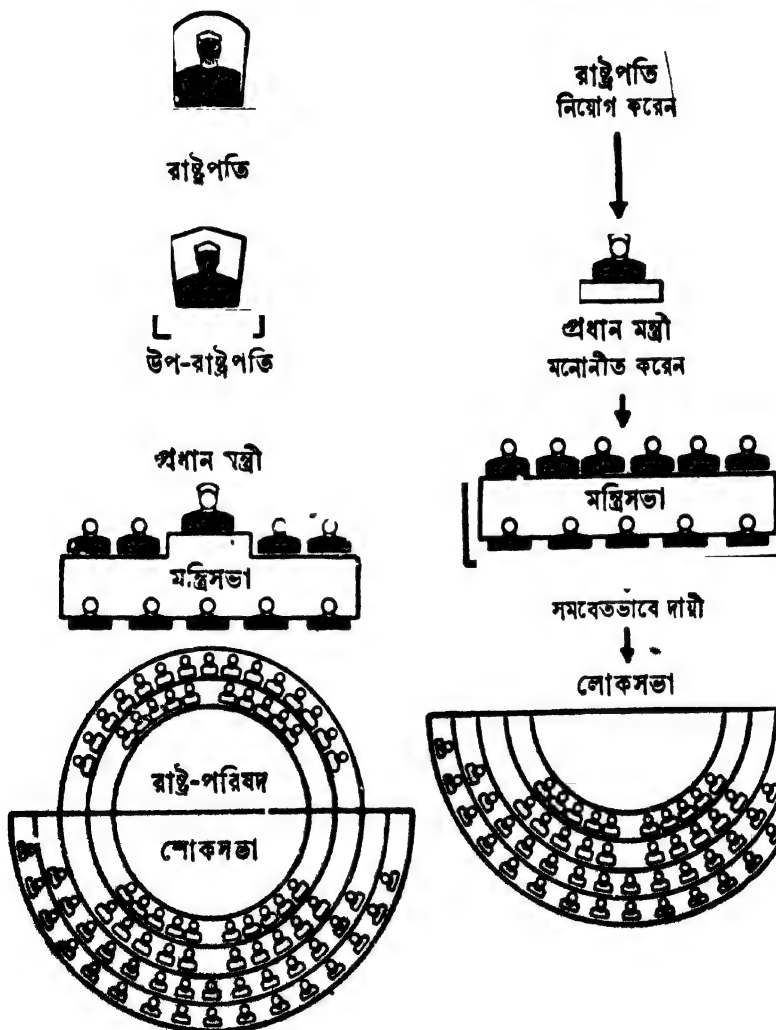 রাষ্ট্রপতি
উপ-রাষ্ট্রপতি
প্রধান মন্ত্রী
মন্ত্রিসভা
রাষ্ট্র-পরিষদ
লোকসভা
রাষ্ট্রপতি
নিয়োগ করেন
প্রধান মন্ত্রী
মনোনীত করেন
মন্ত্রিসভা
সমবেতভাবে দায়ী
লোকসভা